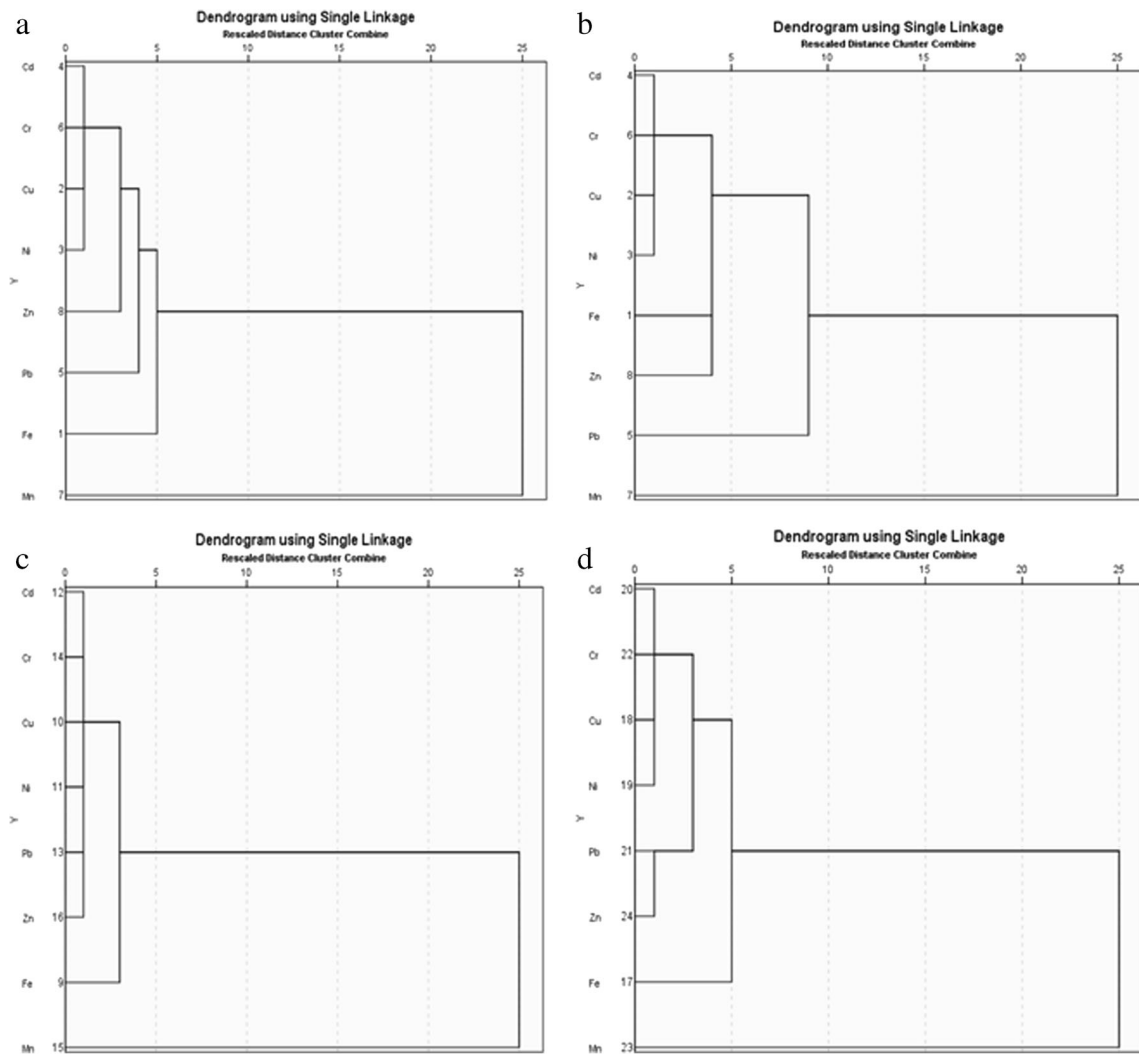 a
Dendrogram using Single Linkage
Rescaled Distance Cluster Combine
0 5 10 15 20 25
Cd 4
Cr 6
Cu 2
Ni 3
Y
Zn 8
Pb 5
Fe 1
Mn 7
b
Dendrogram using Single Linkage
Rescaled Distance Cluster Combine
0 5 10 15 20 25
Cd 4
Cr 6
Cu 2
Ni 3
Y
Fe 1
Zn 8
Pb 5
Mn 7
c
Dendrogram using Single Linkage
Rescaled Distance Cluster Combine
0 5 10 15 20 25
Cd 12
Cr 14
Cu 10
Ni 11
Y
Pb 13
Zn 16
Fe 9
Mn 15
d
Dendrogram using Single Linkage
Rescaled Distance Cluster Combine
0 5 10 15 20 25
Cd 20
Cr 22
Cu 18
Ni 19
Y
Pb 21
Zn 24
Fe 17
Mn 23